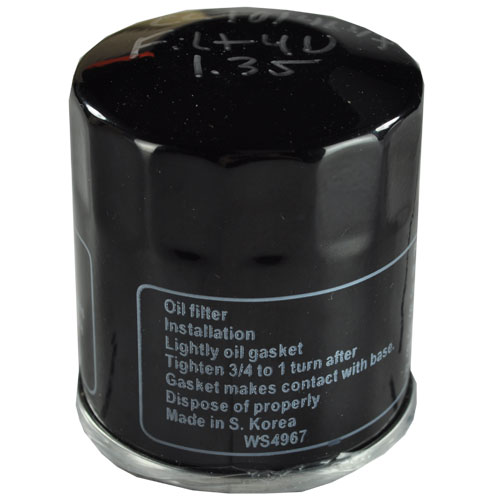 FiLt4D
1.35
Oil filter
Installation
Lightly oil gasket
Tighten 3/4 to 1 turn after
Gasket makes contact with base.
Dispose of properly
Made in S. Korea
WS4967